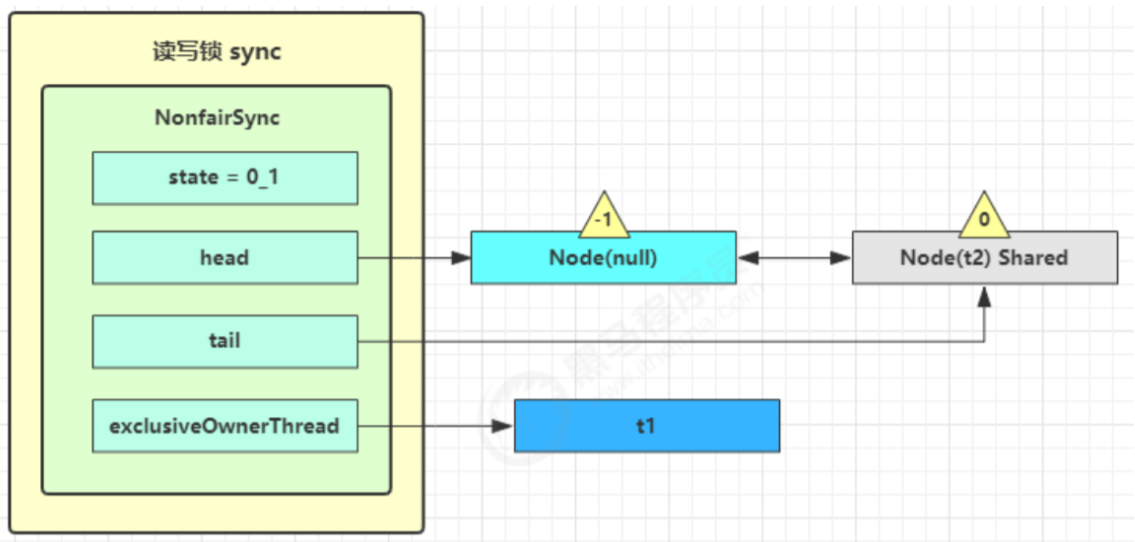 读写锁 sync
NonfairSync
state = 0_1
head
tail
exclusiveOwnerThread
-1
Node(null)
0
Node(t2) Shared
t1
黑马程序员
www.itheima.com